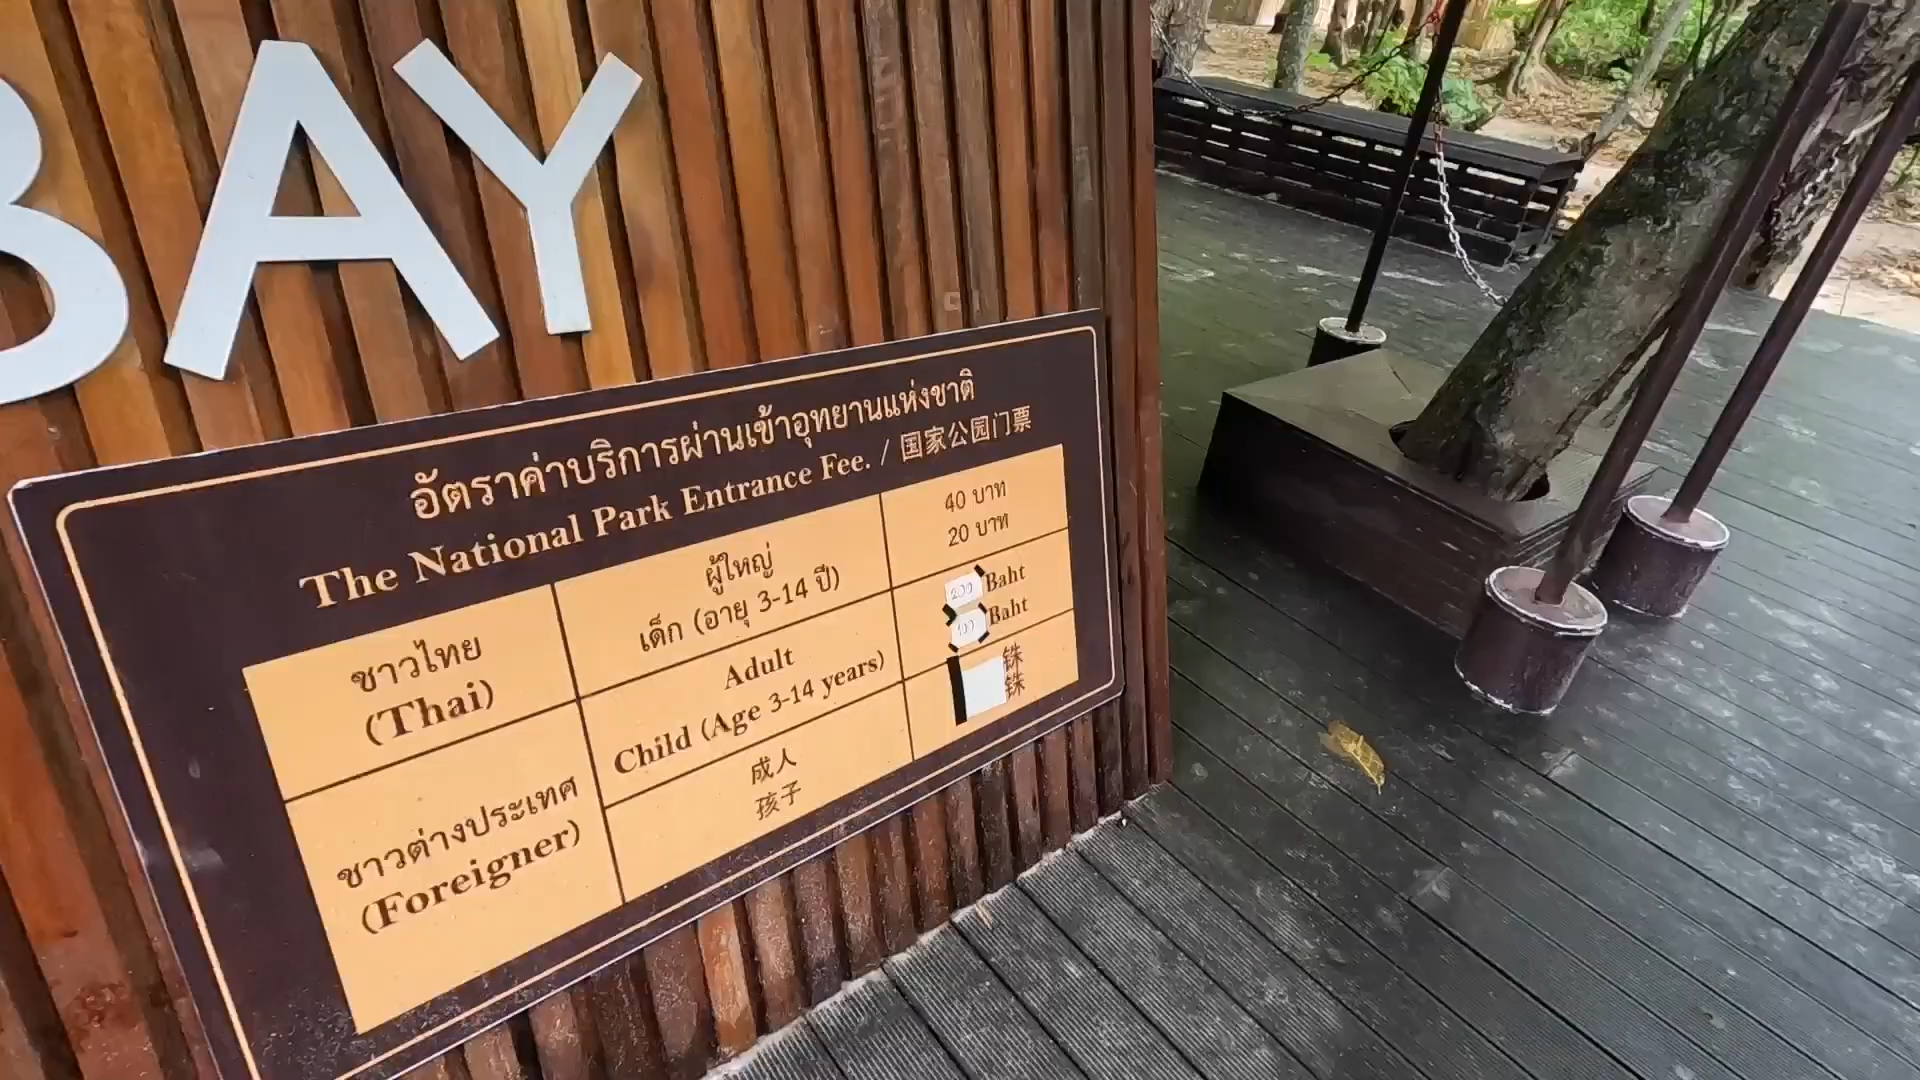 BAY
อัตราค่าบริการผ่านเข้าอุทยานแห่งชาติ
The National Park Entrance Fee. / 国家公园门票
ชาวไทย
(Thai)
ผู้ใหญ่
เด็ก (อายุ 3-14 ปี)
40 บาท
20 บาท
ชาวต่างประเทศ
(Foreigner)
Adult
Child (Age 3-14 years)
200 Baht
100 Baht
成人
孩子
铢
铢